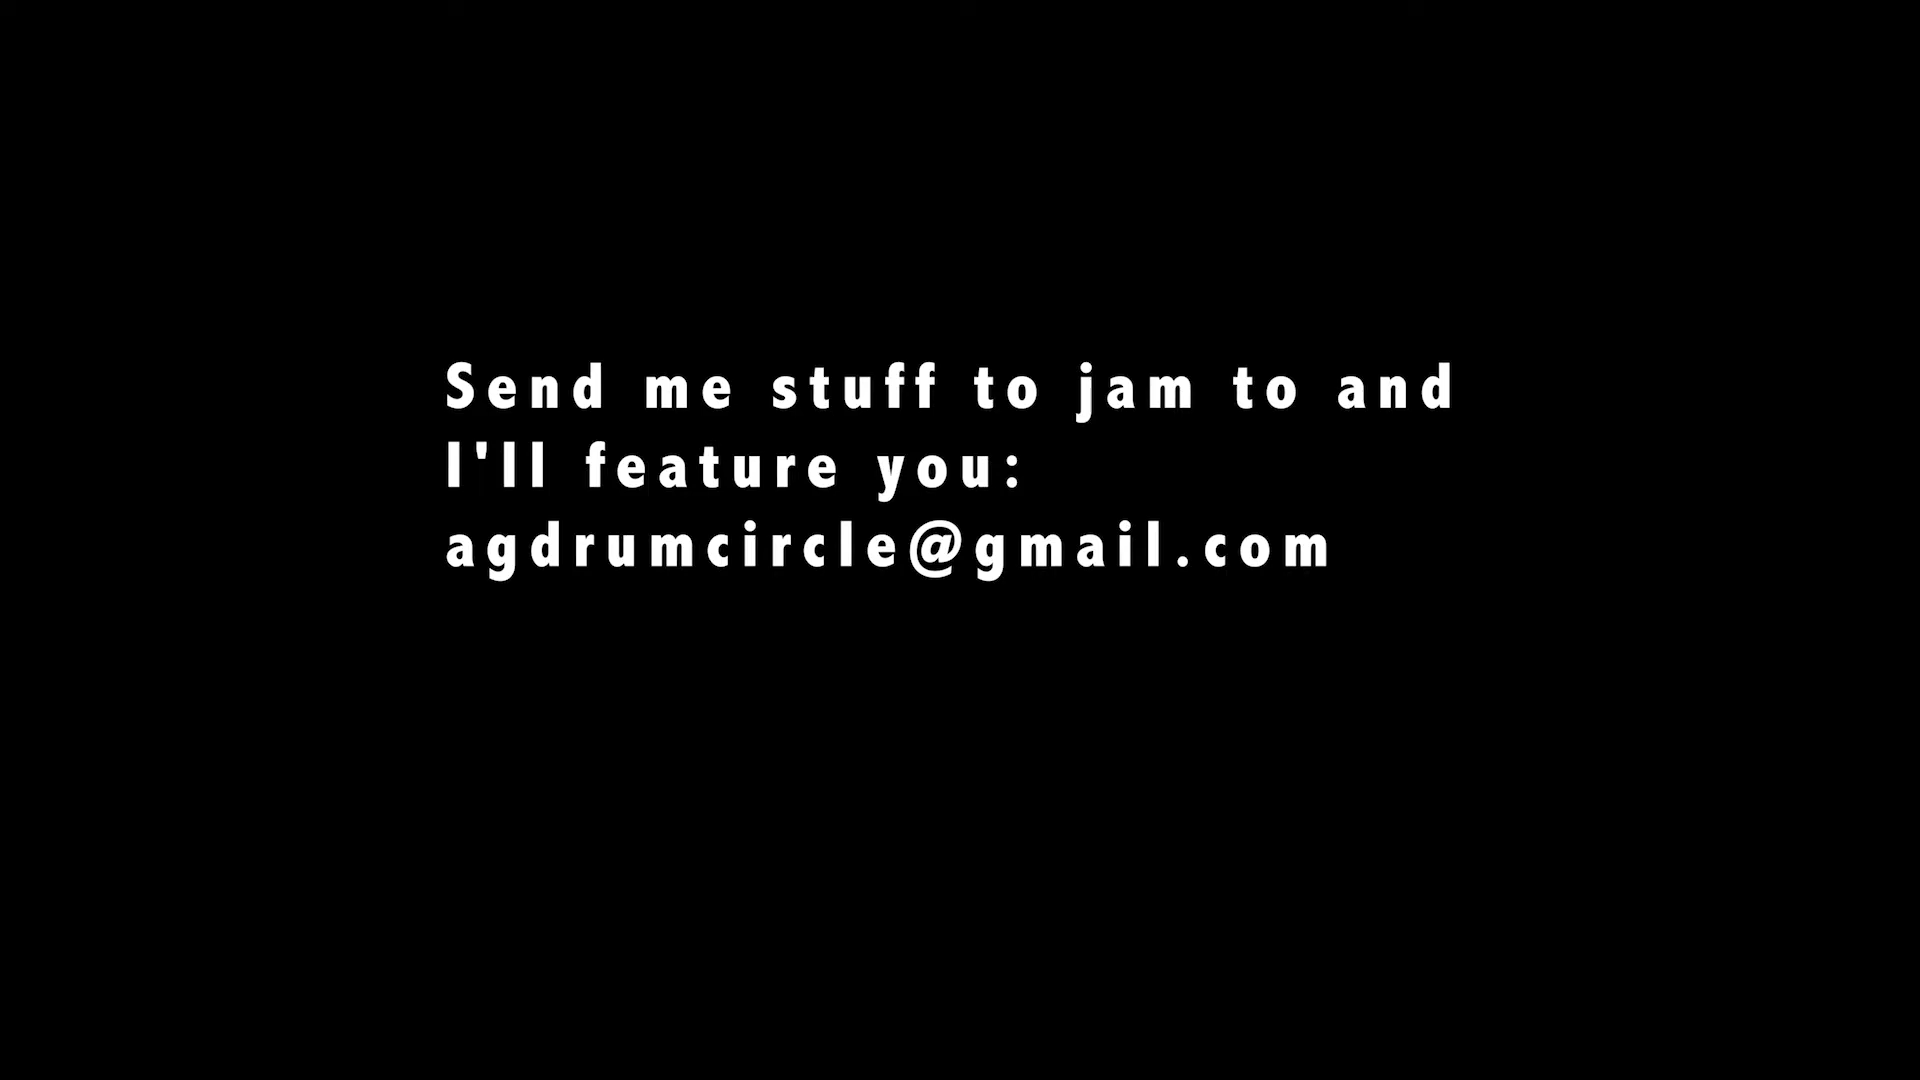 Send me stuff to jam to and
I'll feature you:
agdrumcircle@gmail.com